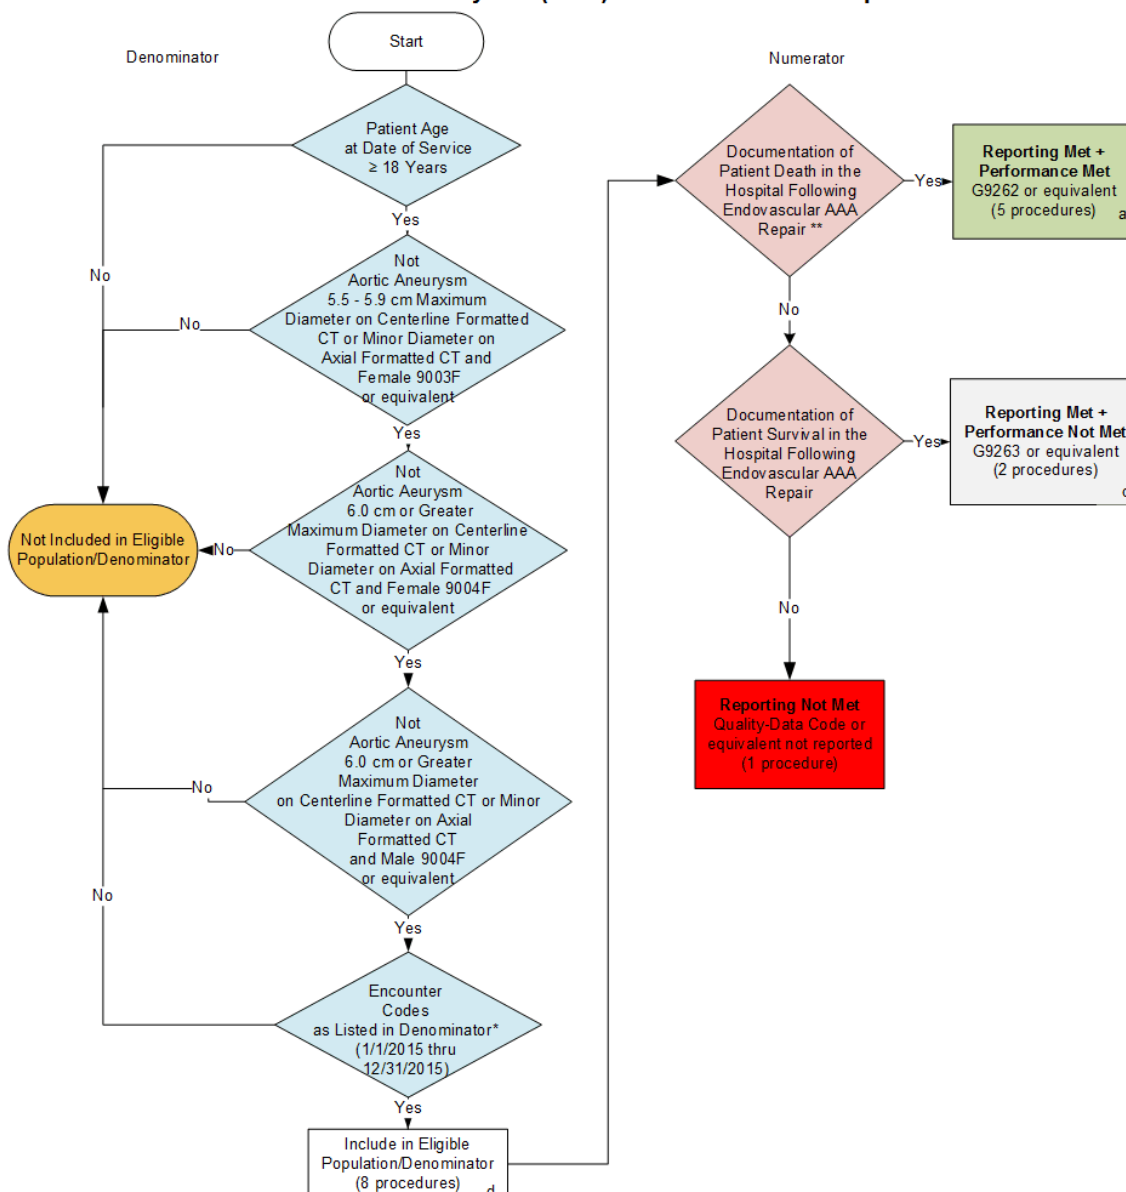 Denominator
Start
Numerator
Patient Age
at Date of Service
≥ 18 Years
Yes
No
Not
Aortic Aneurysm
5.5 - 5.9 cm Maximum
Diameter on Centerline Formatted
CT or Minor Diameter on
Axial Formatted CT and
Female 9003F
or equivalent
No
Yes
Not
Aortic Aeurysm
6.0 cm or Greater
Maximum Diameter on Centerline
Formatted CT or Minor
Diameter on Axial Formatted
CT and Female 9004F
or equivalent
No
Not Included in Eligible
Population/Denominator
Yes
Not
Aortic Aneurysm
6.0 cm or Greater
Maximum Diameter
on Centerline Formatted CT or Minor
Diameter on Axial
Formatted CT
and Male 9004F
or equivalent
No
Yes
No
Encounter
Codes
as Listed in Denominator*
(1/1/2015 thru
12/31/2015)
Yes
Include in Eligible
Population/Denominator
(8 procedures)
d
Documentation of
Patient Death in the
Hospital Following
Endovascular AAA
Repair **
Yes
Reporting Met +
Performance Met
G9262 or equivalent
(5 procedures)
a
No
Documentation of
Patient Survival in the
Hospital Following
Endovascular AAA
Repair
Yes
Reporting Met +
Performance Not Met
G9263 or equivalent
(2 procedures)
No
Reporting Not Met
Quality-Data Code or
equivalent not reported
(1 procedure)